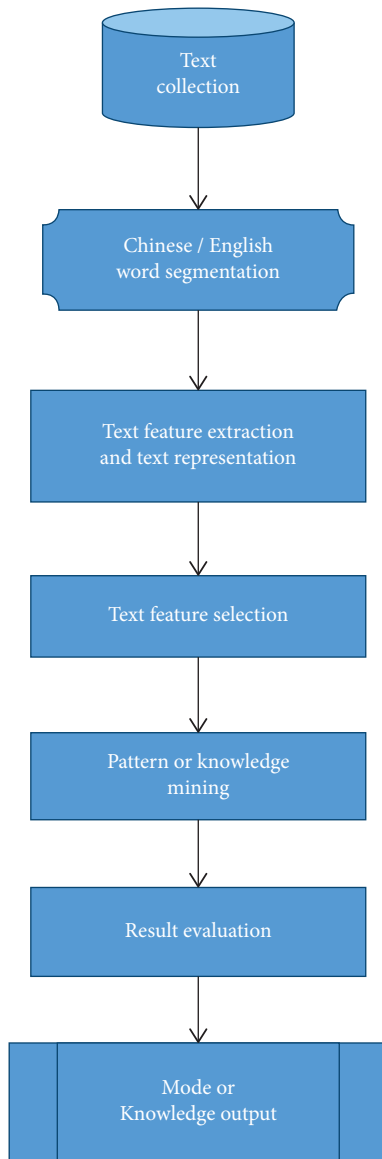 Text
collection
Chinese / English
word segmentation
Text feature extraction
and text representation
Text feature selection
Pattern or knowledge
mining
Result evaluation
Mode or
Knowledge output